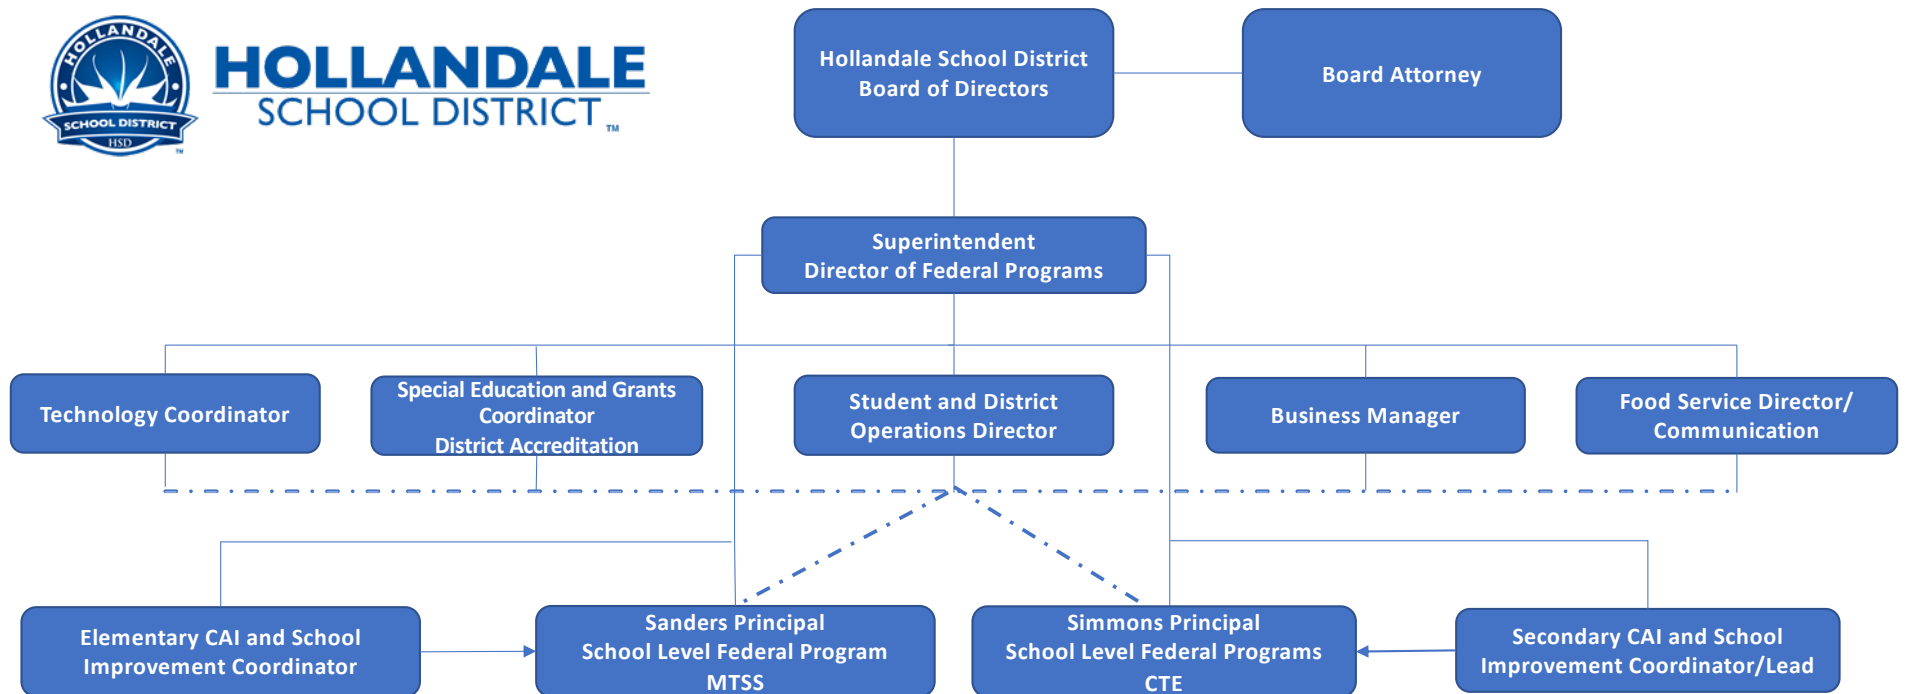 HOLLANDALE
SCHOOL DISTRICT
HSD
TM
HOLLANDALE
SCHOOL DISTRICT
TM
Hollandale School District
Board of Directors
Board Attorney
Superintendent
Director of Federal Programs
Technology Coordinator
Special Education and Grants
Coordinator
District Accreditation
Student and District
Operations Director
Business Manager
Food Service Director/
Communication
Elementary CAI and School
Improvement Coordinator
Sanders Principal
School Level Federal Program
MTSS
Simmons Principal
School Level Federal Programs
CTE
Secondary CAI and School
Improvement Coordinator/Lead